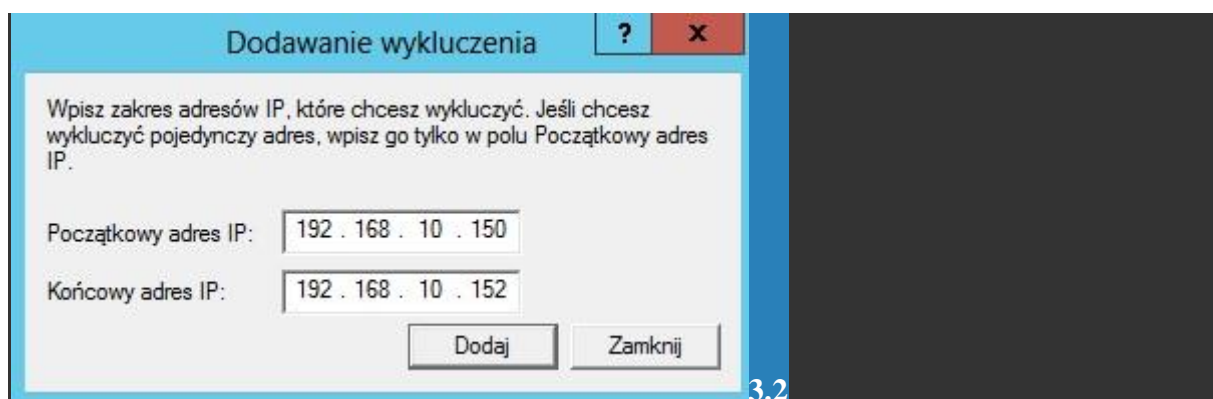 Dodawanie wykluczenia
?
x
Wpisz zakres adresów IP, które chcesz wykluczyć. Jeśli chcesz
wykluczyć pojedynczy adres, wpisz go tylko w polu Początkowy adres
IP.
Początkowy adres IP: 192 . 168 . 10 . 150
Końcowy adres IP: 192 . 168 . 10 . 152
Dodaj
Zamknij
3.2